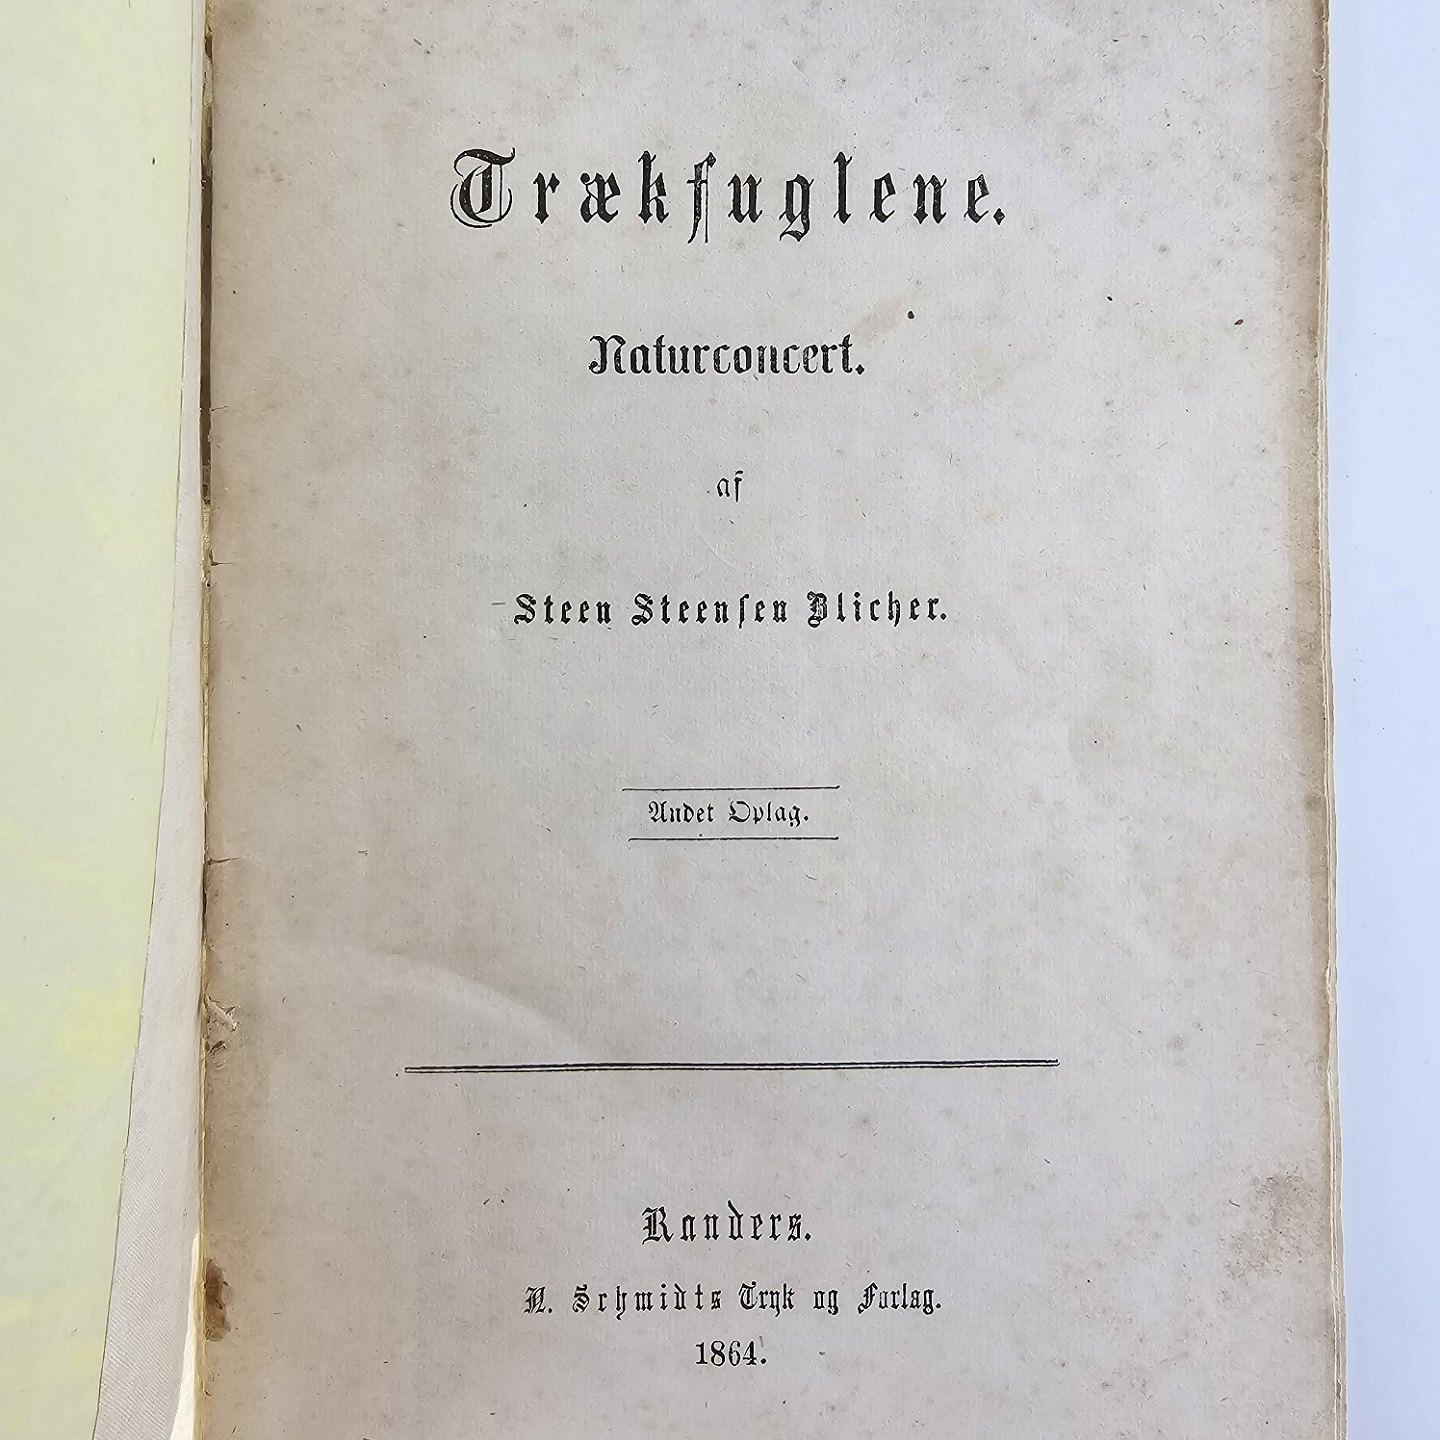 Trækfuglene.
Naturconcert.
af
Steen Steenſen Blicher.
Andet Oplag.
Randers.
N. Schmidts Tryk og Forlag.
1864.